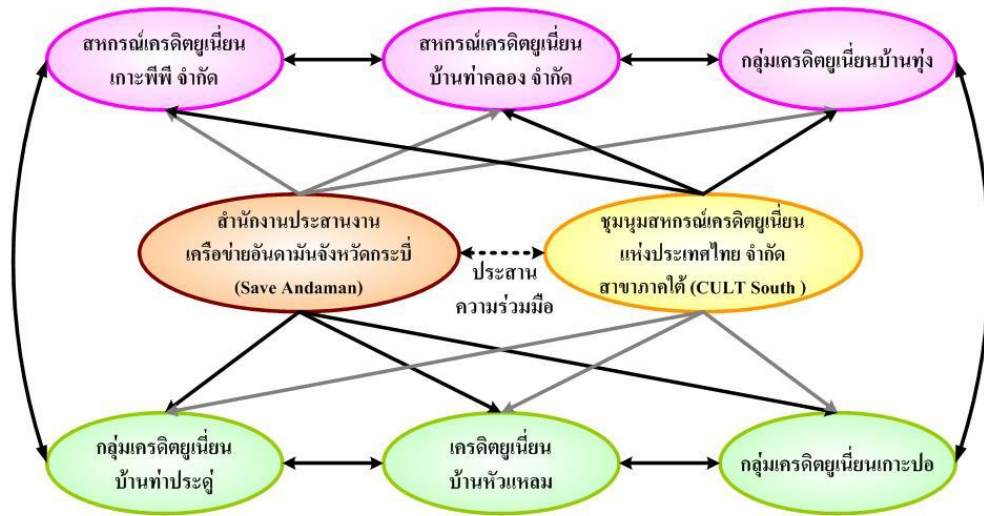 สหกรณ์เครดิตยูเนี่ยน
เกาะพีพี จำกัด
สหกรณ์เครดิตยูเนี่ยน
บ้านท่าคลอง จำกัด
กลุ่มเครดิตยูเนี่ยนบ้านทุ่ง
สำนักงานประสานงาน
เครือข่ายอันดามันจังหวัดกระบี่
(Save Andaman)
ประสาน
ความร่วมมือ
ชุมนุมสหกรณ์เครดิตยูเนี่ยน
แห่งประเทศไทย จำกัด
สาขาภาคใต้ (CULT South )
กลุ่มเครดิตยูเนี่ยน
บ้านท่าประดู่
เครดิตยูเนี่ยน
บ้านหัวแหลม
กลุ่มเครดิตยูเนี่ยนเกาะปอ